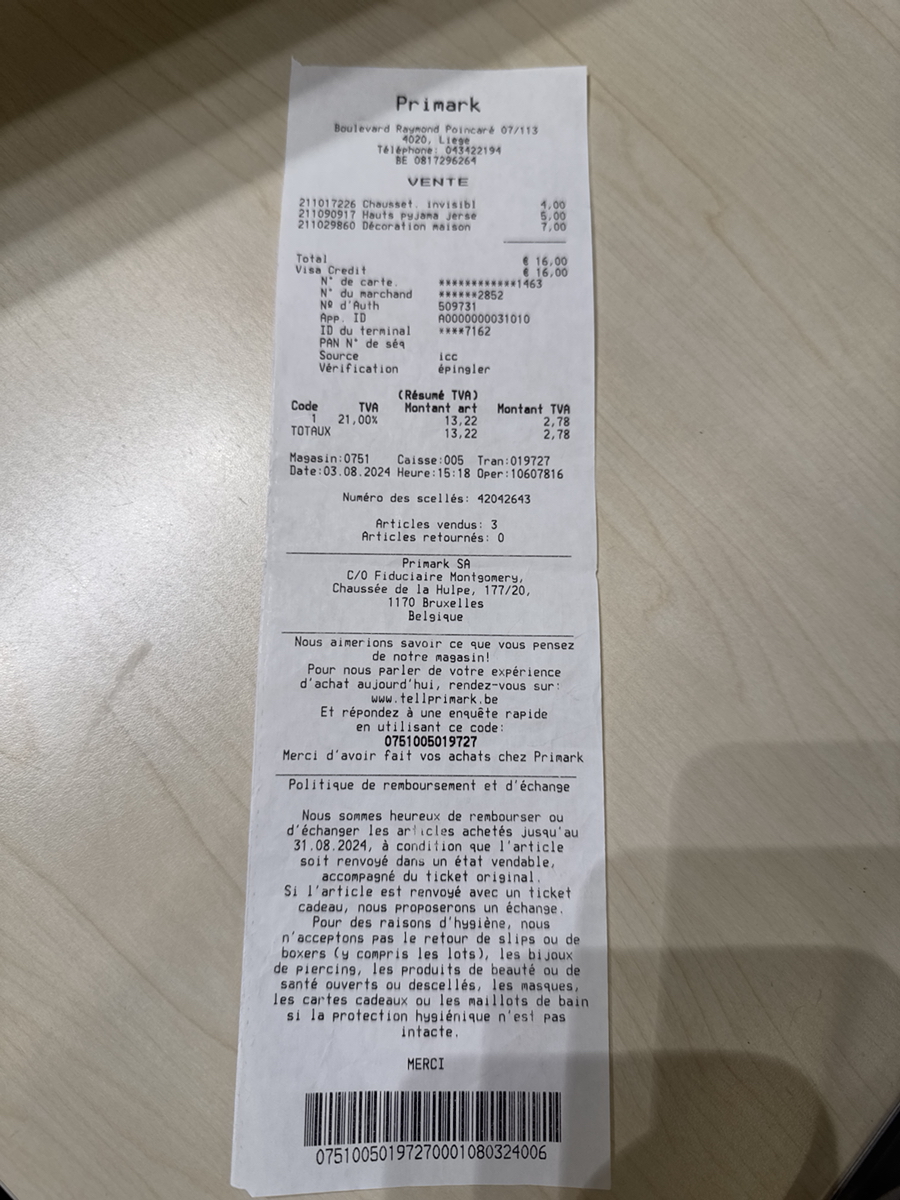 Primark
Boulevard Raymond Poincaré 07/113
4020, Liege
Téléphone: 043422194
BE 0817296264
VENTE
211017226 Chausset. invisibl 4,00
211090917 Hauts pyjama jerse 5,00
211029860 Décoration maison 7,00
Total € 16,00
Visa Credit € 16,00
N° de carte. ************1463
N° du marchand ******2852
Nº d'Auth 509731
App. ID A0000000031010
ID du terminal ****7162
PAN N° de séq
Source icc
Vérification épingler
(Résumé TVA)
Code TVA Montant art Montant TVA
1 21,00% 13,22 2,78
TOTAUX 13,22 2,78
Magasin:0751 Caisse:005 Tran:019727
Date:03.08.2024 Heure:15:18 Oper:10607816
Numéro des scellés: 42042643
Articles vendus: 3
Articles retournés: 0
Primark SA
C/O Fiduciaire Montgomery,
Chaussée de la Hulpe, 177/20,
1170 Bruxelles
Belgique
Nous aimerions savoir ce que vous pensez
de notre magasin!
Pour nous parler de votre expérience
d'achat aujourd'hui, rendez-vous sur:
www.tellprimark.be
Et répondez à une enquête rapide
en utilisant ce code:
0751005019727
Merci d'avoir fait vos achats chez Primark
Politique de remboursement et d'échange
Nous sommes heureux de rembourser ou
d'échanger les articles achetés jusqu'au
31.08.2024, à condition que l'article
soit renvoyé dans un état vendable,
accompagné du ticket original.
Si l'article est renvoyé avec un ticket
cadeau, nous proposerons un échange.
Pour des raisons d'hygiène, nous
n'acceptons pas le retour de slips ou de
boxers (y compris les lots), les bijoux
de piercing, les produits de beauté ou de
santé ouverts ou descellés, les masques,
les cartes cadeaux ou les maillots de bain
si la protection hygiénique n'est pas
intacte.
MERCI
07510050197270001080324006